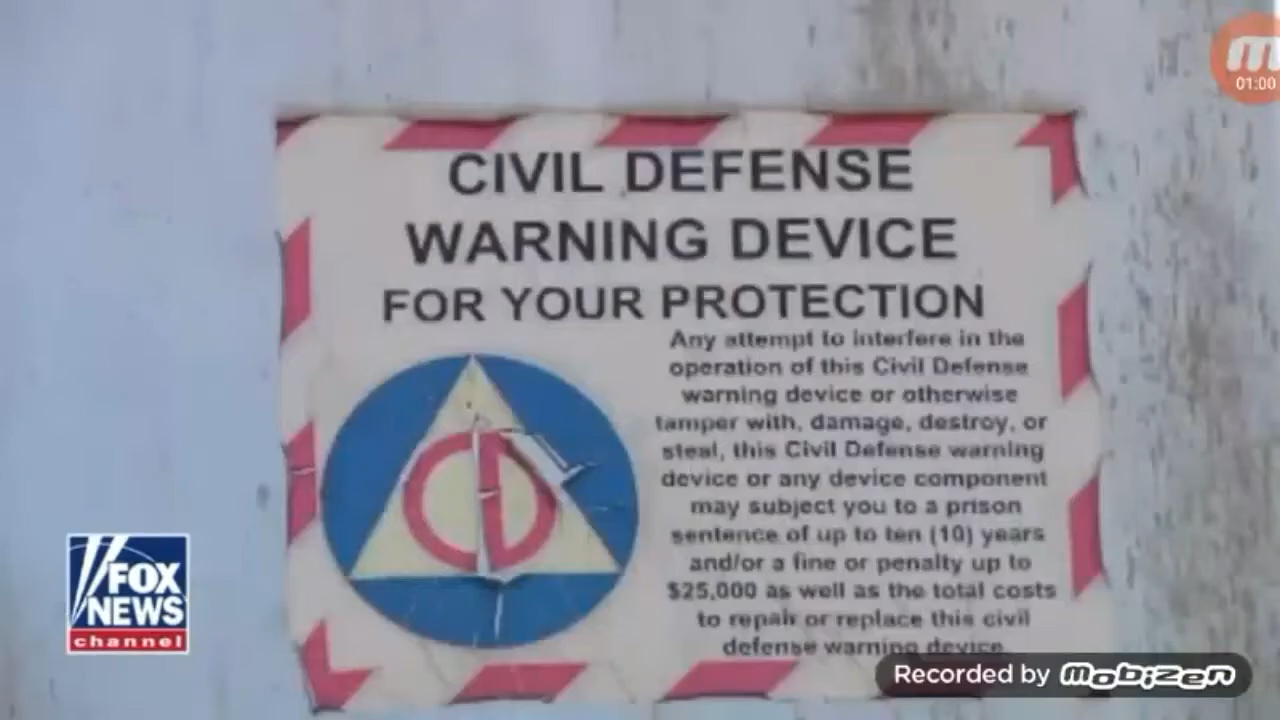 M
01:00
CIVIL DEFENSE
WARNING DEVICE
FOR YOUR PROTECTION
Any attempt to interfere in the
operation of this Civil Defense
warning device or otherwise
tamper with, damage, destroy, or
steal, this Civil Defense warning
device or any device component
may subject you to a prison
sentence of up to ten (10) years
and/or a fine or penalty up to
$25,000 as well as the total costs
to repair or replace this civil
defense warning device.
CD
FOX
NEWS
channel
Recorded by Mobizen